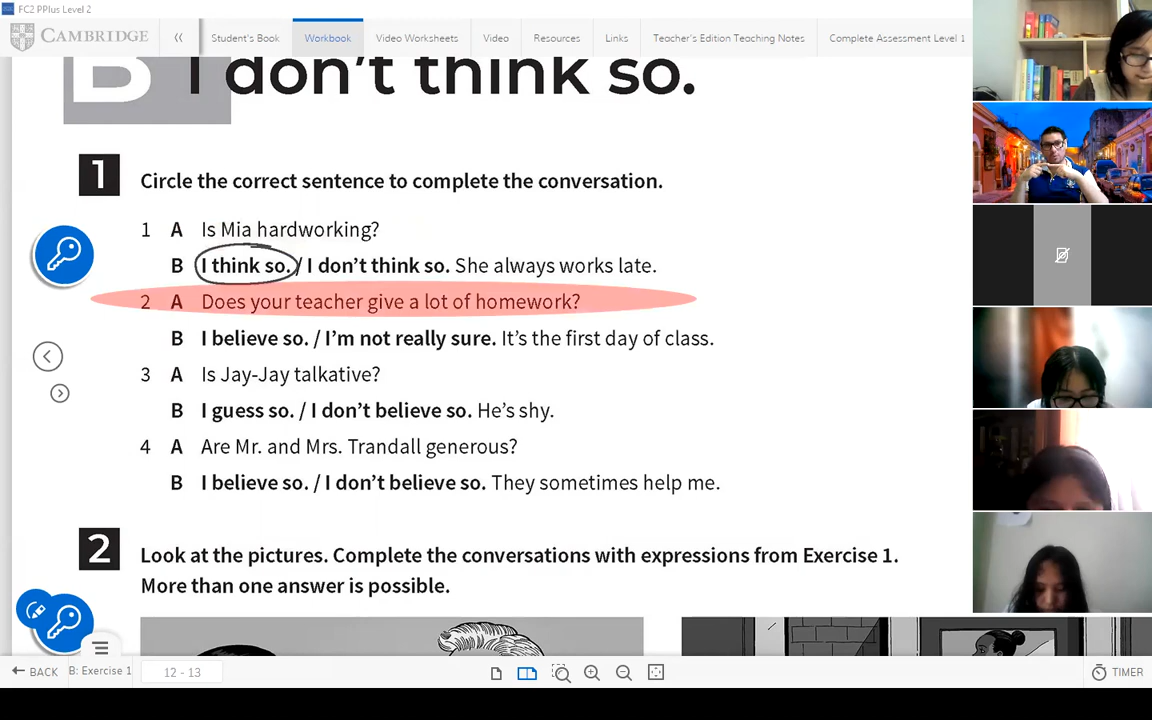 FC2 PPlus Level 2
CAMBRIDGE
Student's Book Workbook Video Worksheets Video Resources Links Teacher's Edition Teaching Notes Complete Assessment Level 1
B I don't think so.
1 Circle the correct sentence to complete the conversation.
1 A Is Mia hardworking?
B I think so. / I don't think so. She always works late.
2 A Does your teacher give a lot of homework?
B I believe so. / I'm not really sure. It's the first day of class.
3 A Is Jay-Jay talkative?
B I guess so. / I don't believe so. He's shy.
4 A Are Mr. and Mrs. Trandall generous?
B I believe so. / I don't believe so. They sometimes help me.
2 Look at the pictures. Complete the conversations with expressions from Exercise 1.
More than one answer is possible.
BACK B: Exercise 1 12 - 13 TIMER